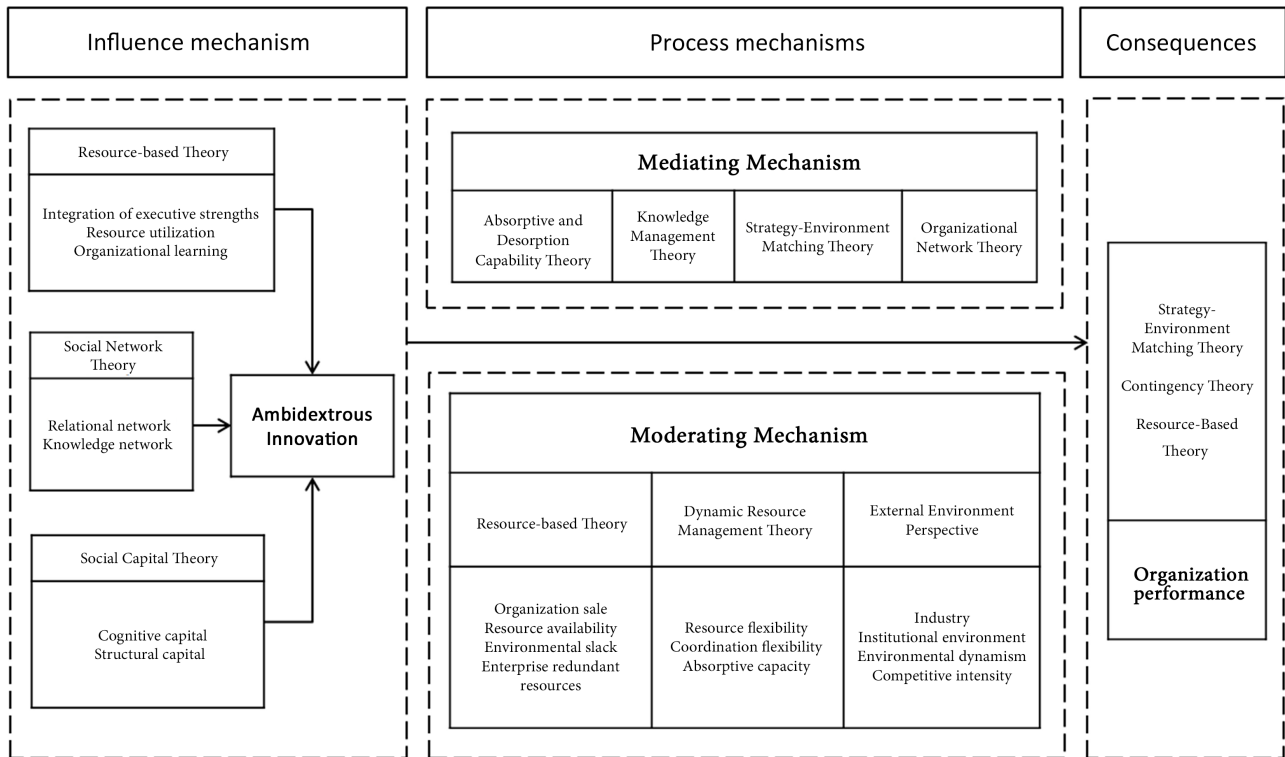 Influence mechanism
Process mechanisms
Consequences
Resource-based Theory
Integration of executive strengths
Resource utilization
Organizational learning
Social Network
Theory
Relational network
Knowledge network
Ambidextrous
Innovation
Social Capital Theory
Cognitive capital
Structural capital
Mediating Mechanism
Absorptive and
Desorption
Capability Theory
Knowledge
Management
Theory
Strategy-Environment
Matching Theory
Organizational
Network Theory
Moderating Mechanism
Resource-based Theory
Dynamic Resource
Management Theory
External Environment
Perspective
Organization sale
Resource availability
Environmental slack
Enterprise redundant
resources
Resource flexibility
Coordination flexibility
Absorptive capacity
Industry
Institutional environment
Environmental dynamism
Competitive intensity
Strategy-
Environment
Matching Theory
Contingency Theory
Resource-Based
Theory
Organization
performance